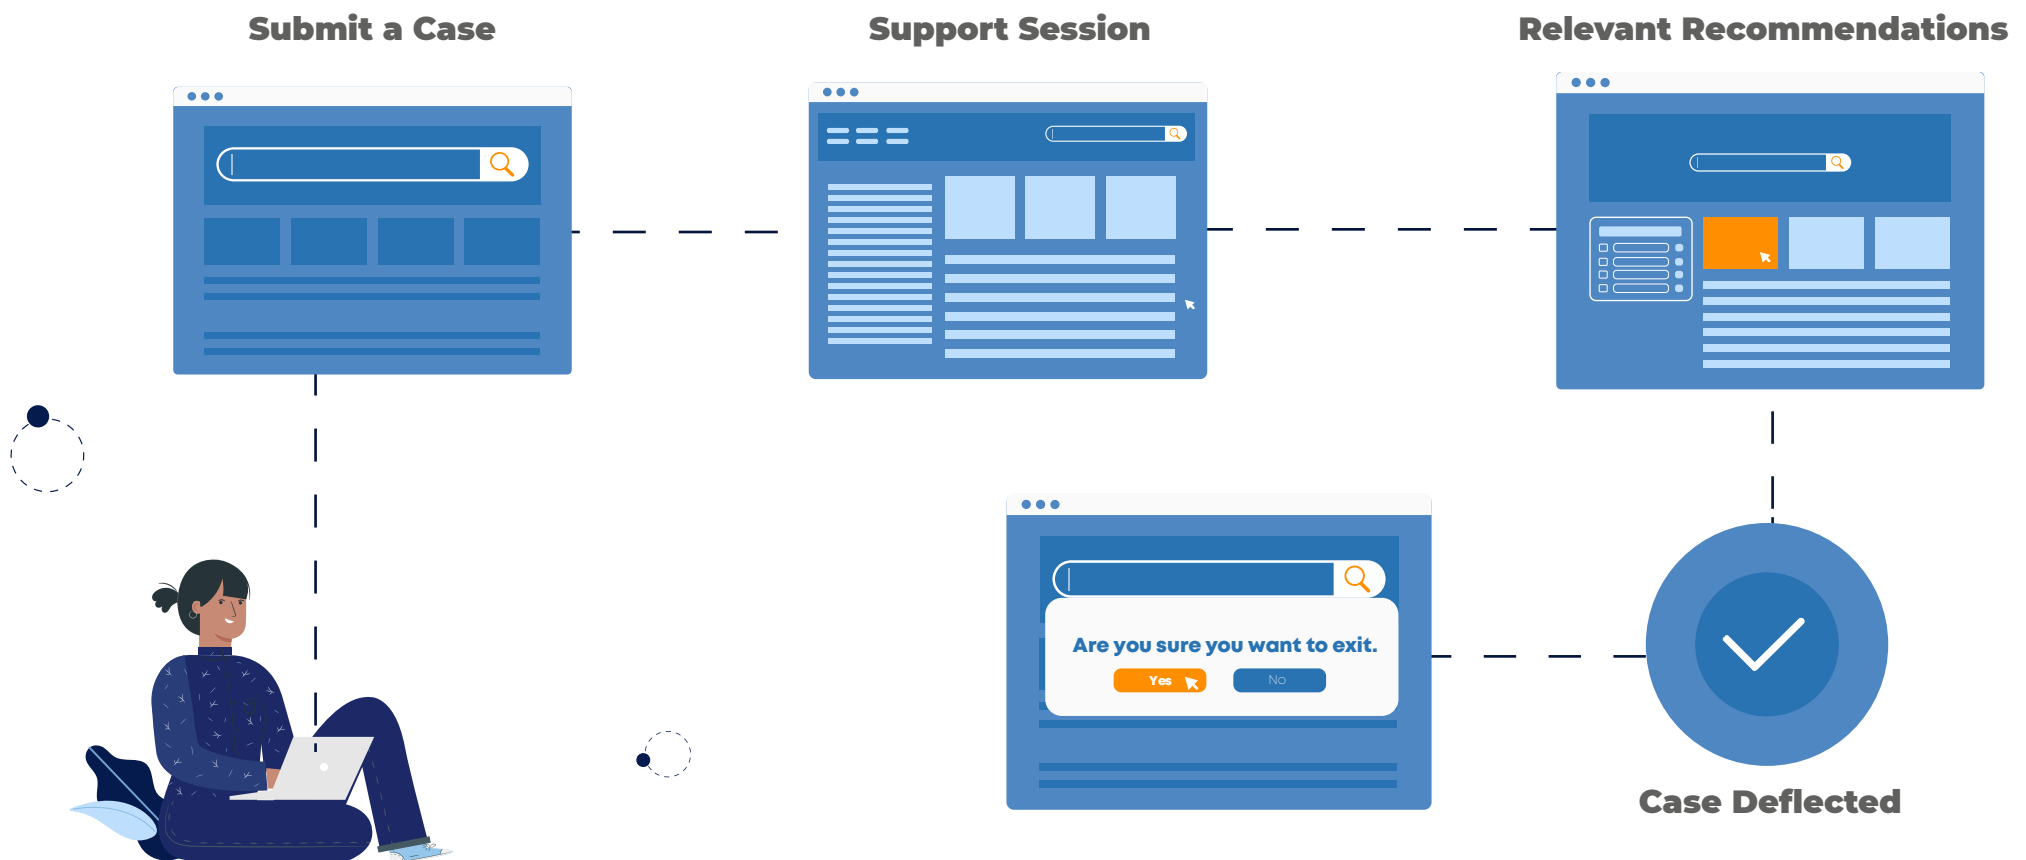 Submit a Case
Support Session
Relevant Recommendations
Are you sure you want to exit.
Yes
No
Case Deflected